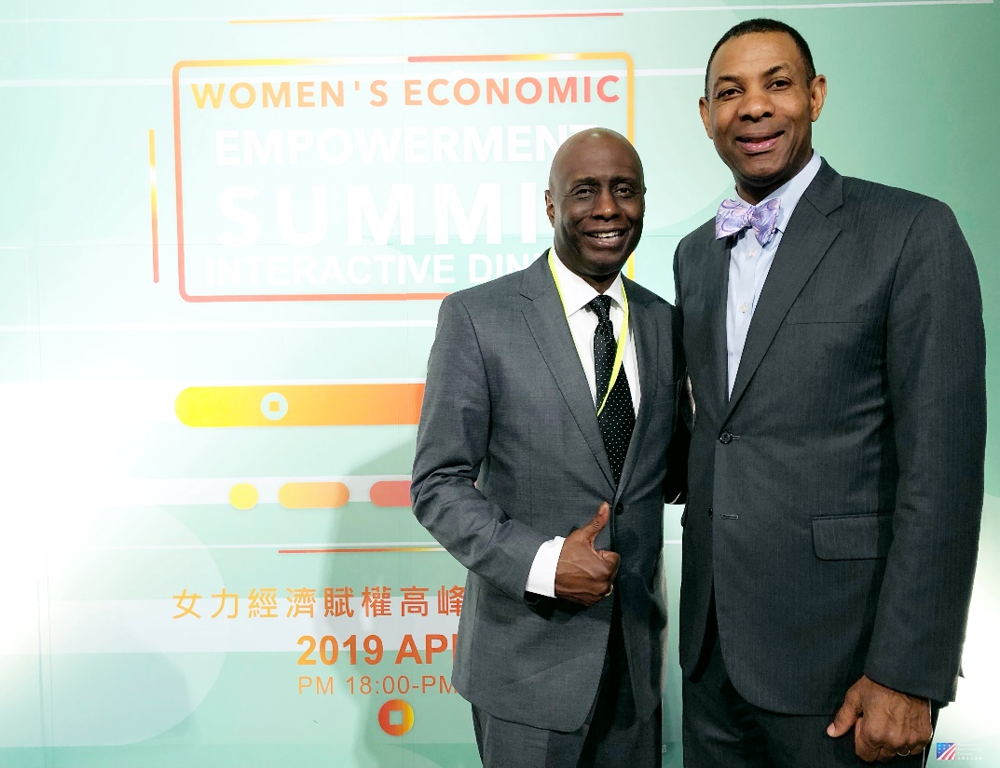 WOMEN'S ECONOMIC
EMPOWERMENT
SUMMI
INTERACTIVE DIN
女力經濟賦權高峰
2019 AP
PM 18:00-PM